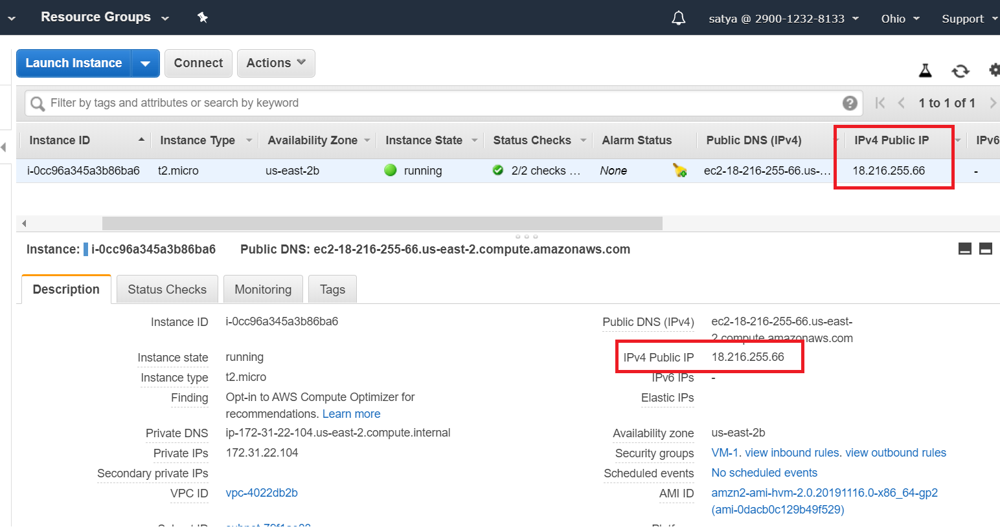 Resource Groups
satya @ 2900-1232-8133 Ohio Support
Launch Instance Connect Actions
Filter by tags and attributes or search by keyword ? 1 to 1 of 1
Instance ID Instance Type Availability Zone Instance State Status Checks Alarm Status Public DNS (IPv4) IPv4 Public IP IPv6
i-0cc96a345a3b86ba6 t2.micro us-east-2b running 2/2 checks ... None ec2-18-216-255-66.us-... 18.216.255.66 -
Instance: i-0cc96a345a3b86ba6 Public DNS: ec2-18-216-255-66.us-east-2.compute.amazonaws.com
Description Status Checks Monitoring Tags
Instance ID i-0cc96a345a3b86ba6
Instance state running
Instance type t2.micro
Finding Opt-in to AWS Compute Optimizer for
recommendations. Learn more
Private DNS ip-172-31-22-104.us-east-2.compute.internal
Private IPs 172.31.22.104
Secondary private IPs
VPC ID vpc-4022db2b
Public DNS (IPv4) ec2-18-216-255-66.us-east-
2.compute.amazonaws.com
IPv4 Public IP 18.216.255.66
IPv6 IPs -
Elastic IPs
Availability zone us-east-2b
Security groups VM-1. view inbound rules. view outbound rules
Scheduled events No scheduled events
AMI ID amzn2-ami-hvm-2.0.20191116.0-x86_64-gp2
(ami-0dacb0c129b49f529)